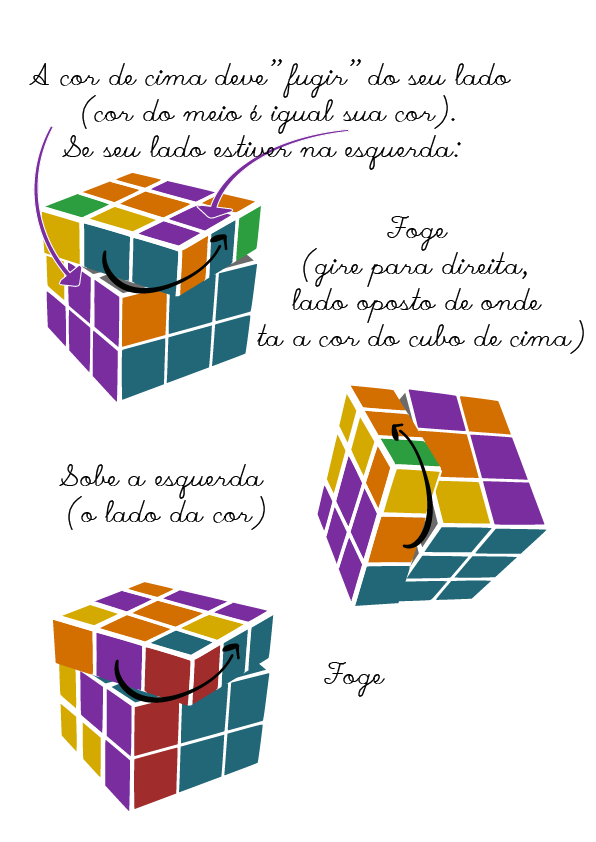 A cor de cima deve "fugir" do seu lado
(cor do meio é igual sua cor).
Se seu lado estiver na esquerda:
Foge
(gire para direita,
lado oposto de onde
ta a cor do cubo de cima)
Sobe a esquerda
(o lado da cor)
Foge